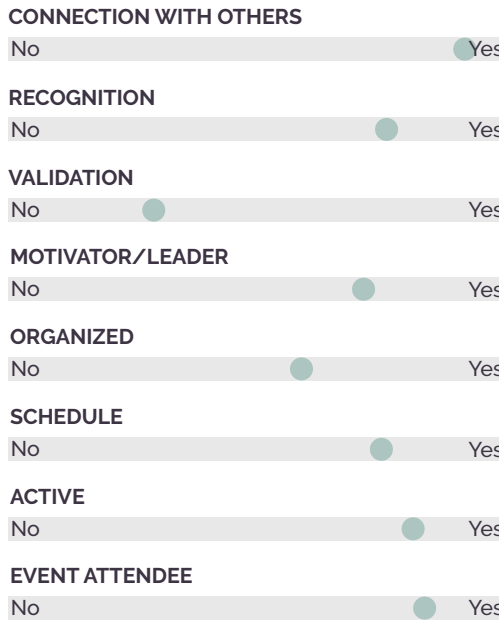 CONNECTION WITH OTHERS
No Yes
RECOGNITION
No Yes
VALIDATION
No Yes
MOTIVATOR/LEADER
No Yes
ORGANIZED
No Yes
SCHEDULE
No Yes
ACTIVE
No Yes
EVENT ATTENDEE
No Yes